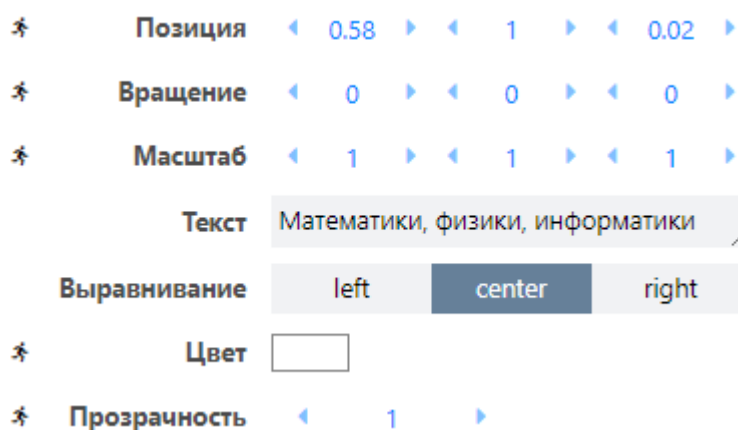 Позиция 0.58 1 0.02
Вращение 0 0 0
Масштаб 1 1 1
Текст Математики, физики, информатики
Выравнивание left center right
Цвет
Прозрачность 1